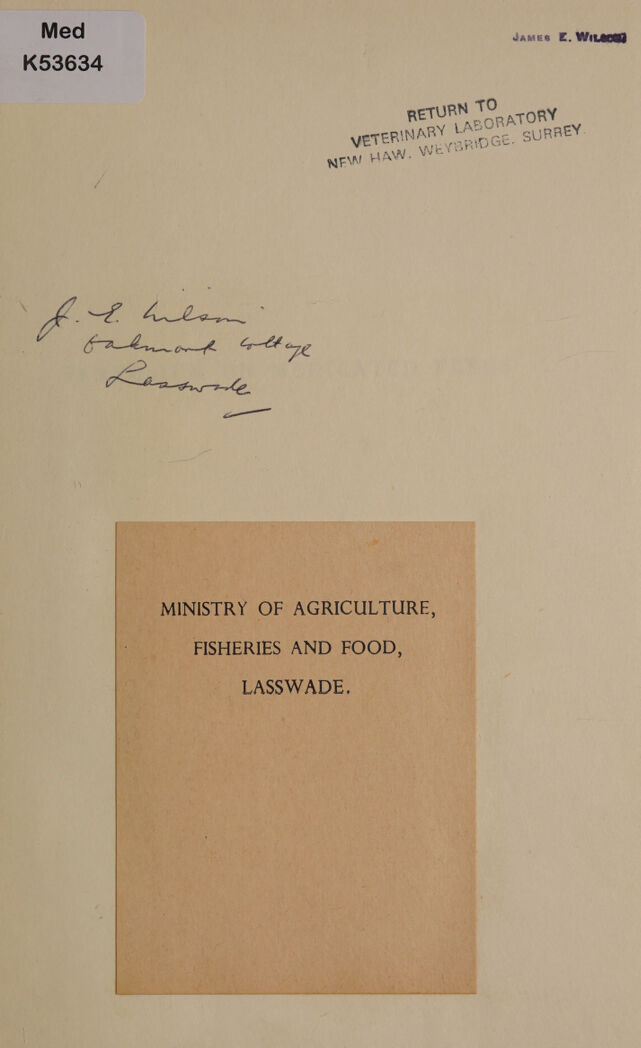 Med
K53634
JAMES E. WILSON
RETURN TO
VETERINARY LABORATORY
NEW HAW, WEYBRIDGE, SURREY.
J. E. Wilson
Oakmont Cottage
Lasswade
MINISTRY OF AGRICULTURE,
FISHERIES AND FOOD,
LASSWADE.